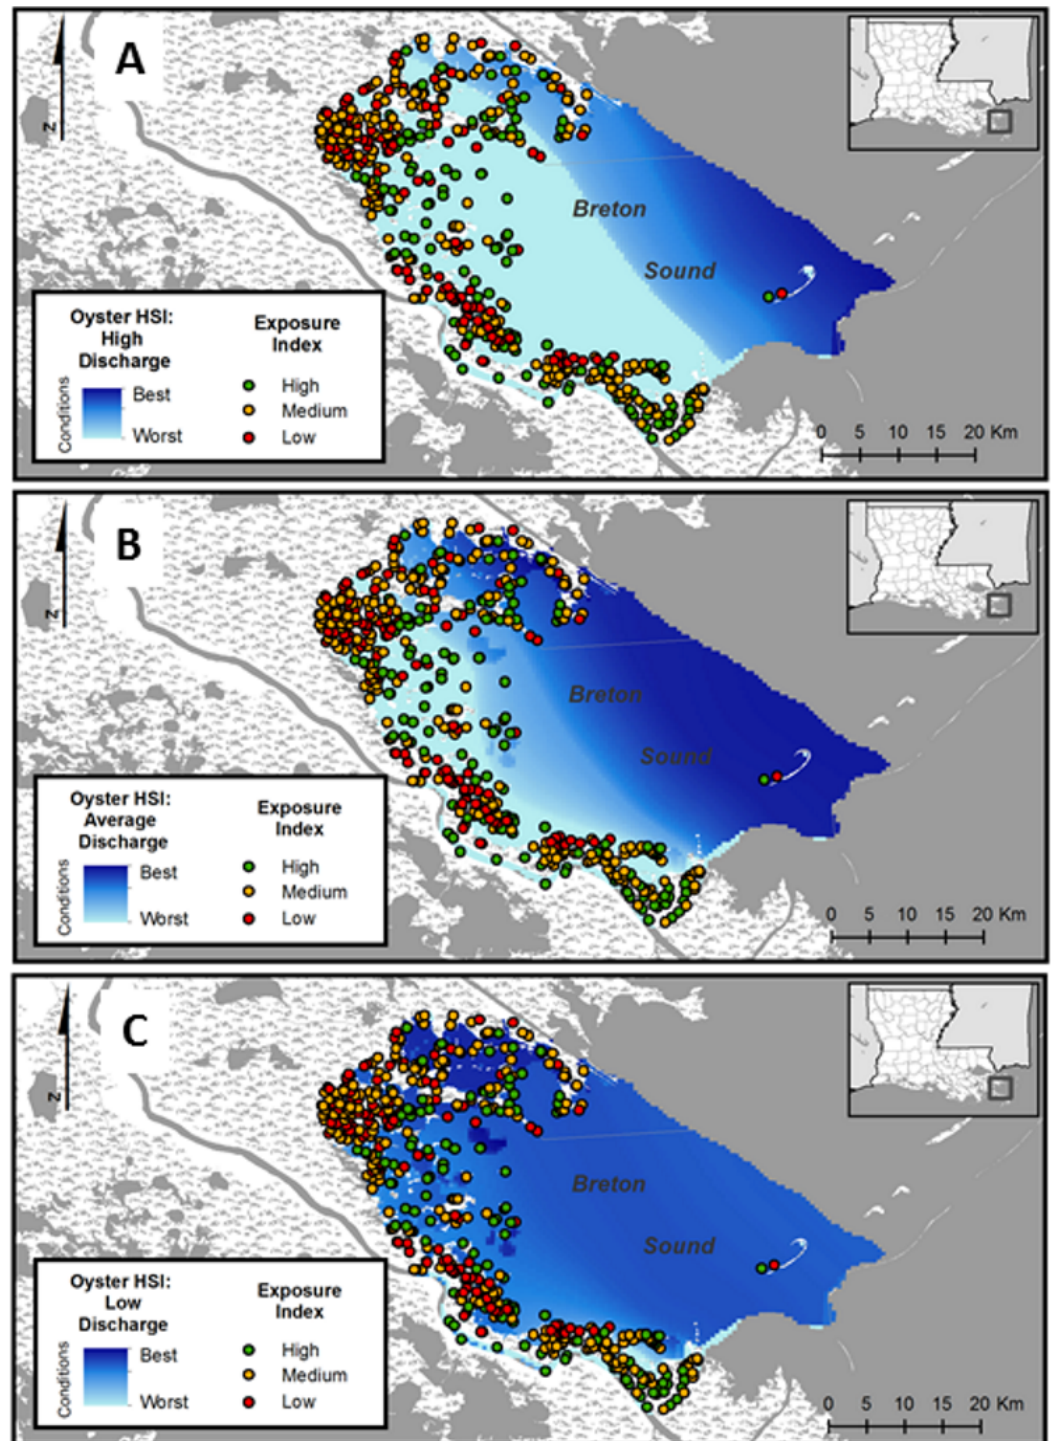 A
N
Breton
Sound
Oyster HSI:
High
Discharge
Exposure
Index
Conditions
Best
Worst
High
Medium
Low
0 5 10 15 20 Km
B
N
Breton
Sound
Oyster HSI:
Average
Discharge
Exposure
Index
Conditions
Best
Worst
High
Medium
Low
0 5 10 15 20 Km
C
N
Breton
Sound
Oyster HSI:
Low
Discharge
Exposure
Index
Conditions
Best
Worst
High
Medium
Low
0 5 10 15 20 Km